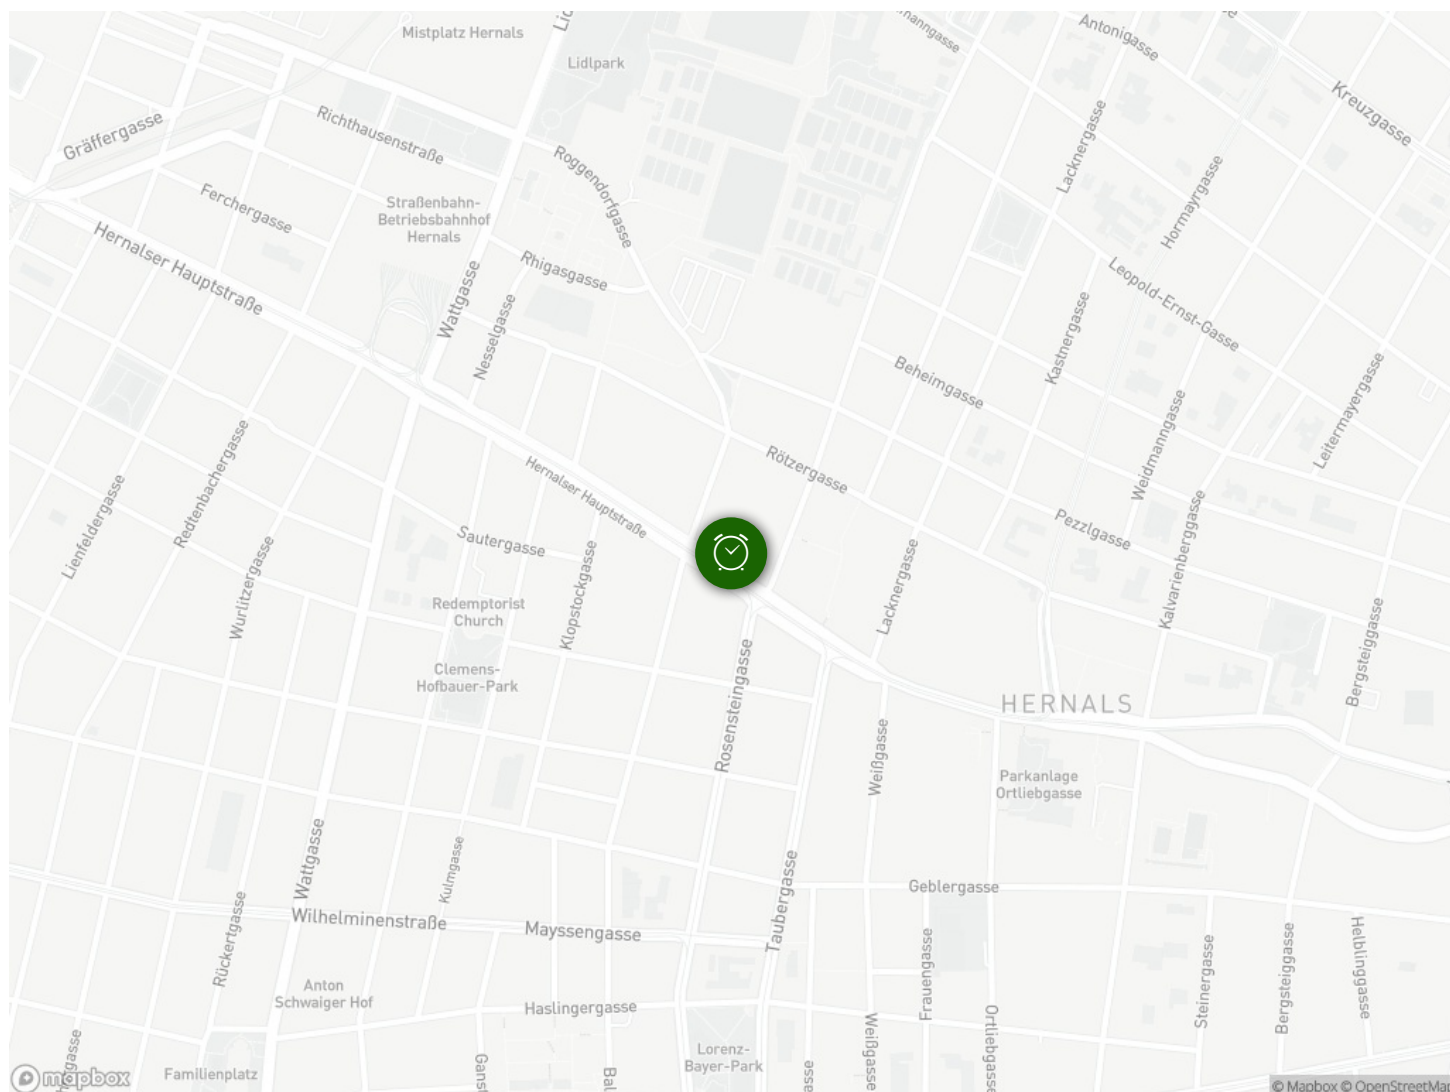 Mistplatz Hernals
Lidlpark
Antonigasse
Kreuzgasse
Gräffergasse
Richthausenstraße
Roggendorfgasse
Lacknergasse
Hormayrgasse
Ferchergasse
Straßenbahn-
Betriebsbahnhof
Hernals
Hernalser Hauptstraße
Wattgasse
Rhigasgasse
Nesselgasse
Leopold-Ernst-Gasse
Kastnergasse
Beheimgasse
Leitermayergasse
Weidmanngasse
Redtenbachergasse
Lienfeldergasse
Hernalser Hauptstraße
Rötzergasse
Pezzlgasse
Kalvarienberggasse
Sautergasse
Klopstockgasse
Wurlitzergasse
Lacknergasse
Redemptorist
Church
Clemens-
Hofbauer-Park
Rosensteingasse
Bergsteiggasse
HERNALS
Weißgasse
Parkanlage
Ortliebgasse
Wattgasse
Kulmgasse
Taubergasse
Geblergasse
Wilhelminenstraße
Mayssengasse
Rückertgasse
Frauengasse
Steinergasse
Bergsteiggasse
Helblinggasse
Anton
Schwaiger Hof
Haslingergasse
Ortliebgasse
Weißgasse
Lorenz-
Bayer-Park
Familienplatz
mapbox
© Mapbox © OpenStreetMap